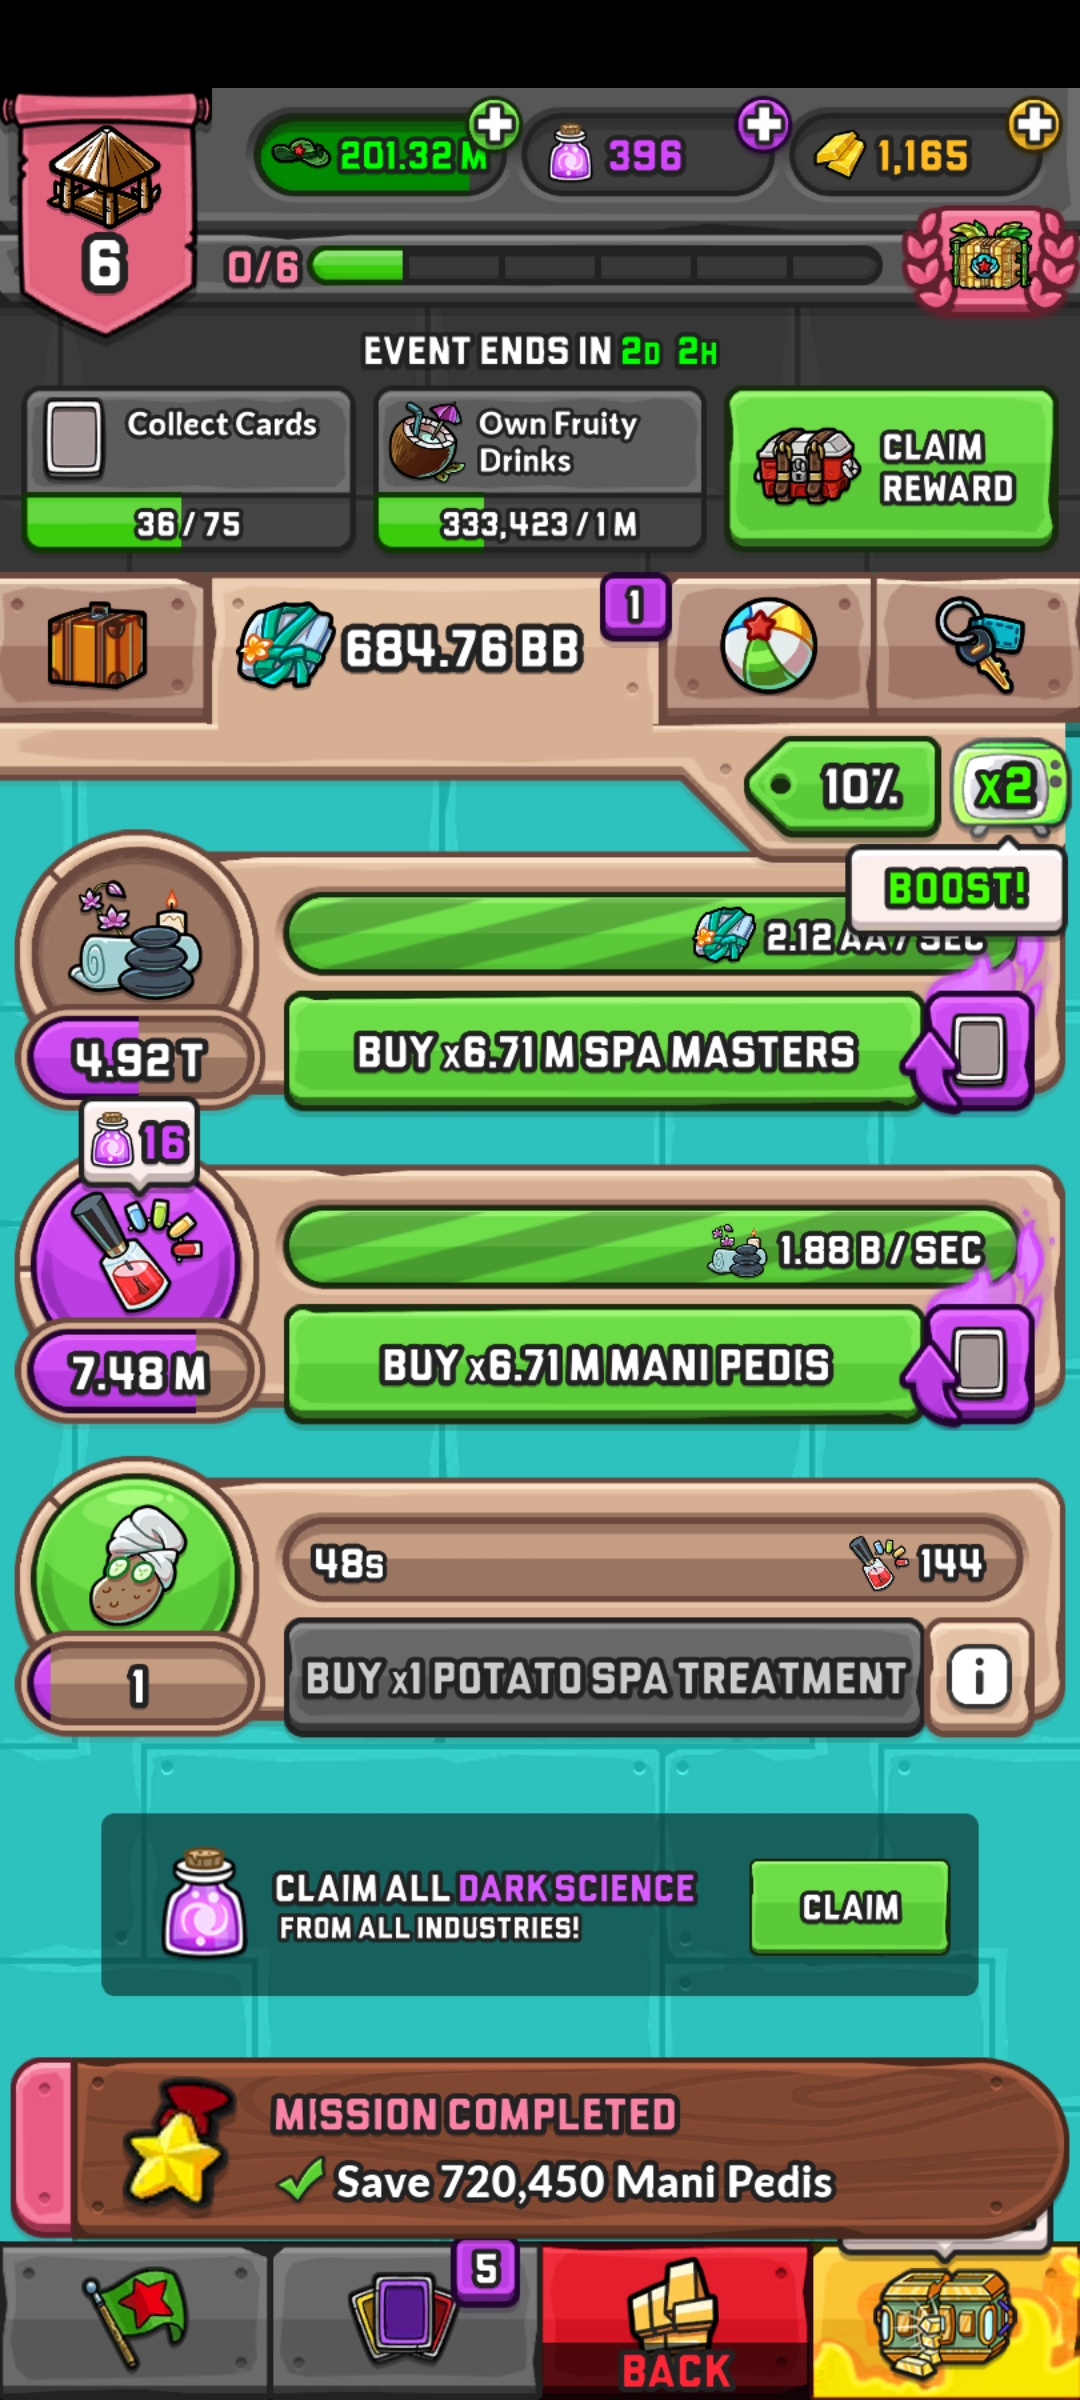 6
201.32 M
396
1,165
0/6
EVENT ENDS IN 2D 2H
Collect Cards
36 / 75
Own Fruity
Drinks
333,423 / 1 M
CLAIM
REWARD
684.76 BB
1
10%
x2
BOOST!
2.12 AA / SEC
BUY x6.71 M SPA MASTERS
4.92 T
16
1.88 B / SEC
BUY x6.71 M MANI PEDIS
7.48 M
48s
144
BUY x1 POTATO SPA TREATMENT
i
1
CLAIM ALL DARK SCIENCE
FROM ALL INDUSTRIES!
CLAIM
MISSION COMPLETED
Save 720,450 Mani Pedis
5
BACK